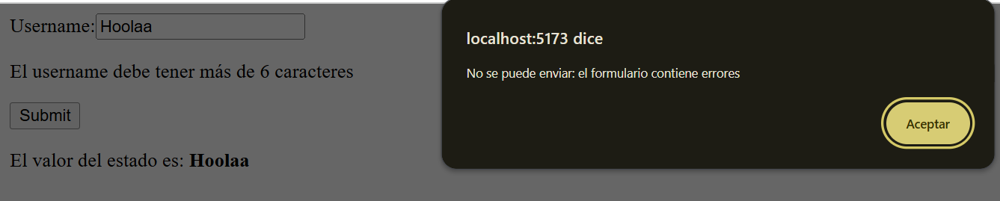 Username: Hoolaa
El username debe tener más de 6 caracteres
Submit
El valor del estado es: Hoolaa
localhost:5173 dice
No se puede enviar: el formulario contiene errores
Aceptar